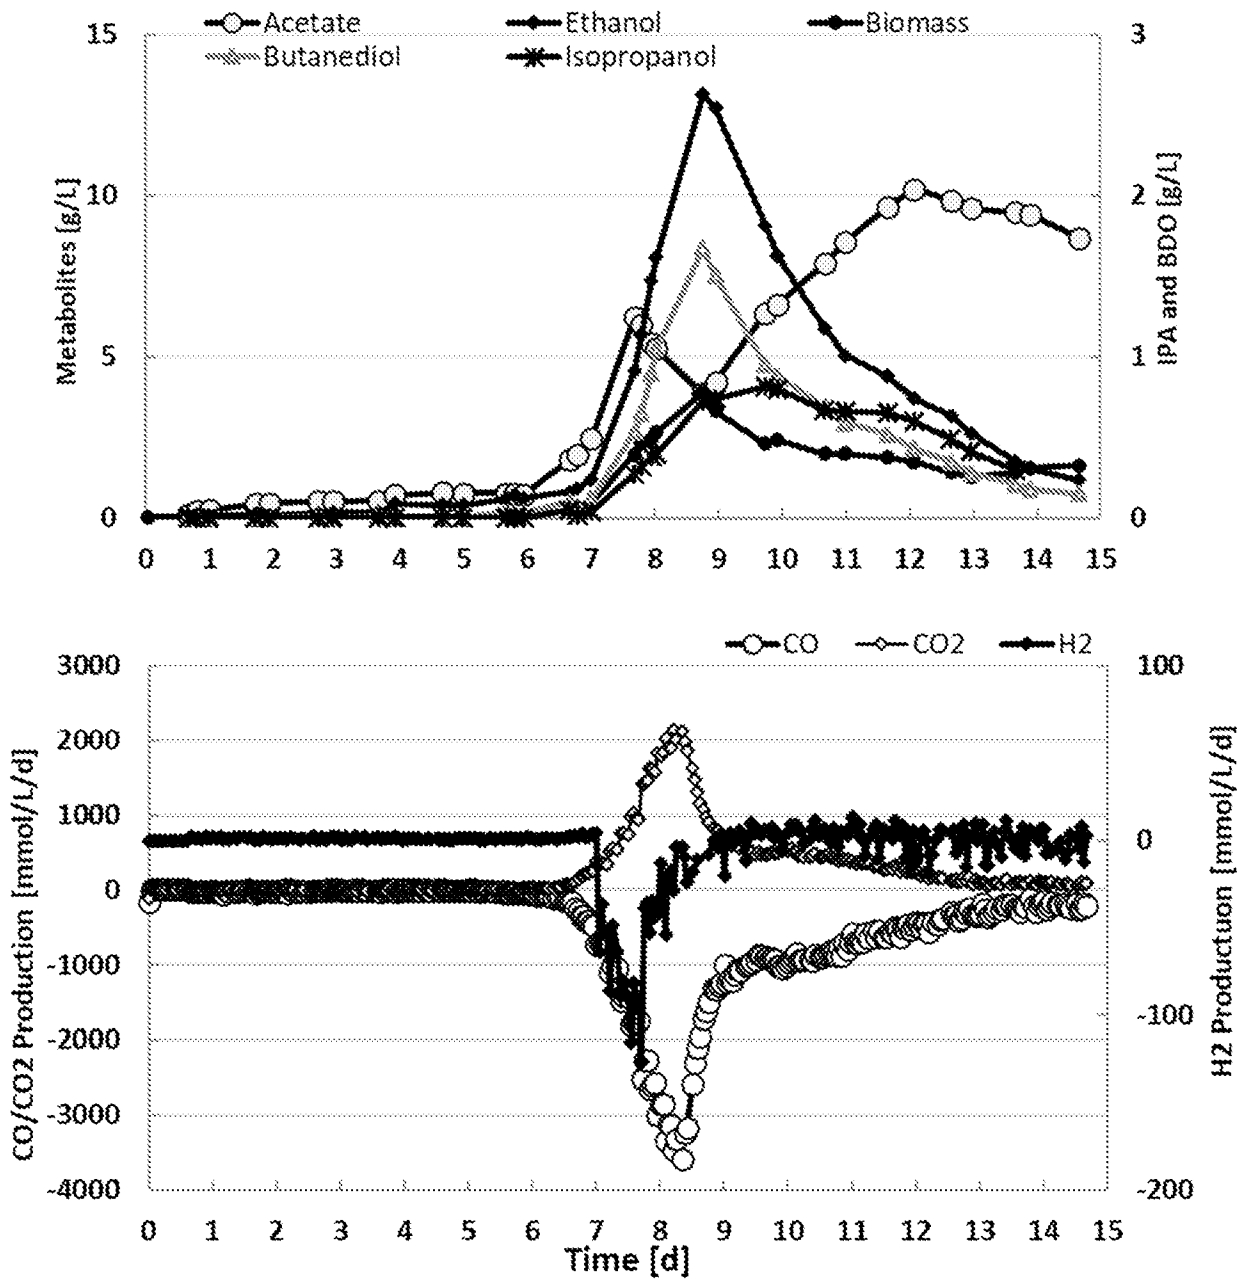 Acetate Ethanol Biomass
Butanediol Isopropanol
15 3
10 2
5 1
0 0
Metabolites [g/L]
IPA and BDO [g/L]
0 1 2 3 4 5 6 7 8 9 10 11 12 13 14 15
CO CO2 H2
3000 100
2000
1000 0
0
-1000 -100
-2000
-3000
-4000 -200
CO/CO2 Production [mmol/L/d]
H2 Productuon [mmol/L/d]
0 1 2 3 4 5 6 7 8 9 10 11 12 13 14 15
Time [d]